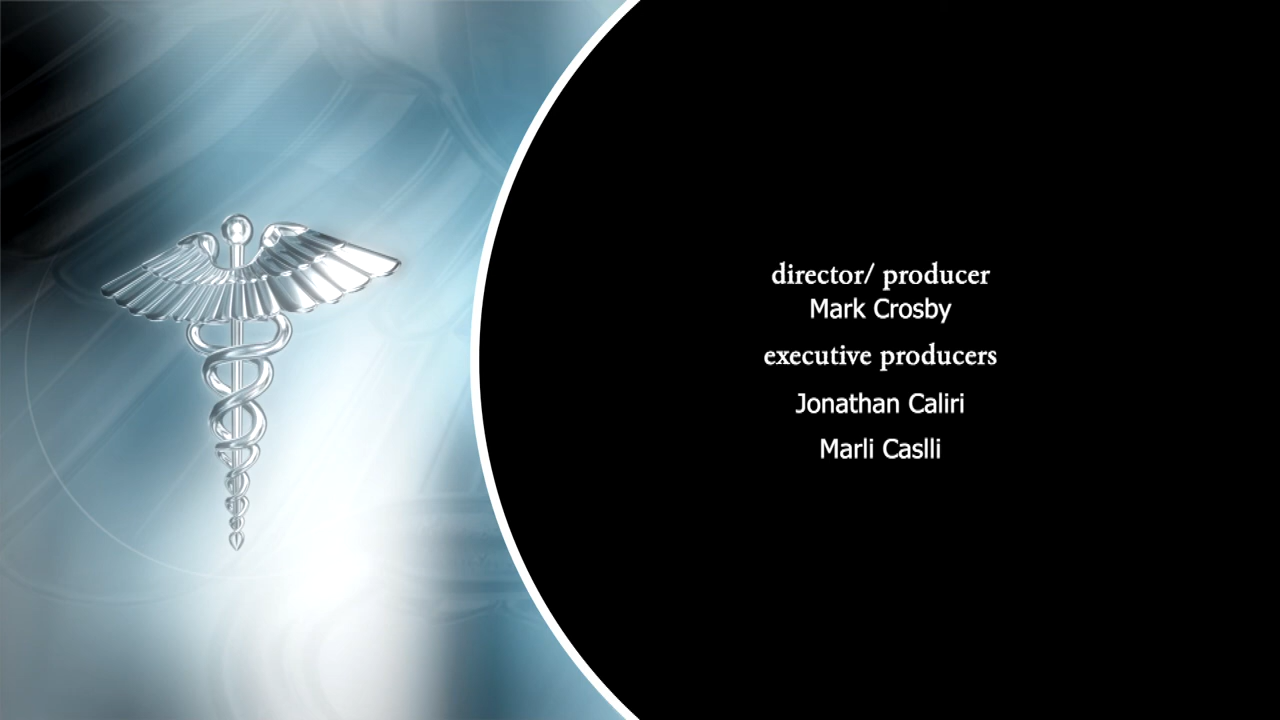 director/ producer
Mark Crosby
executive producers
Jonathan Caliri
Marli Caslli